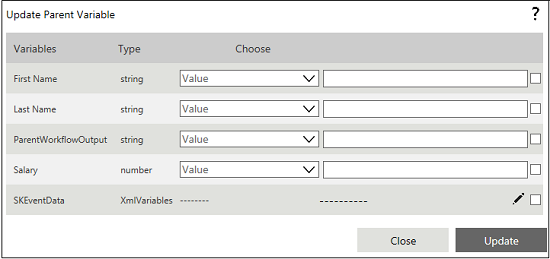 Update Parent Variable ?
Variables Type Choose
First Name string Value
Last Name string Value
ParentWorkflowOutput string Value
Salary number Value
SKEventData XmlVariables -------- ----------
Close Update